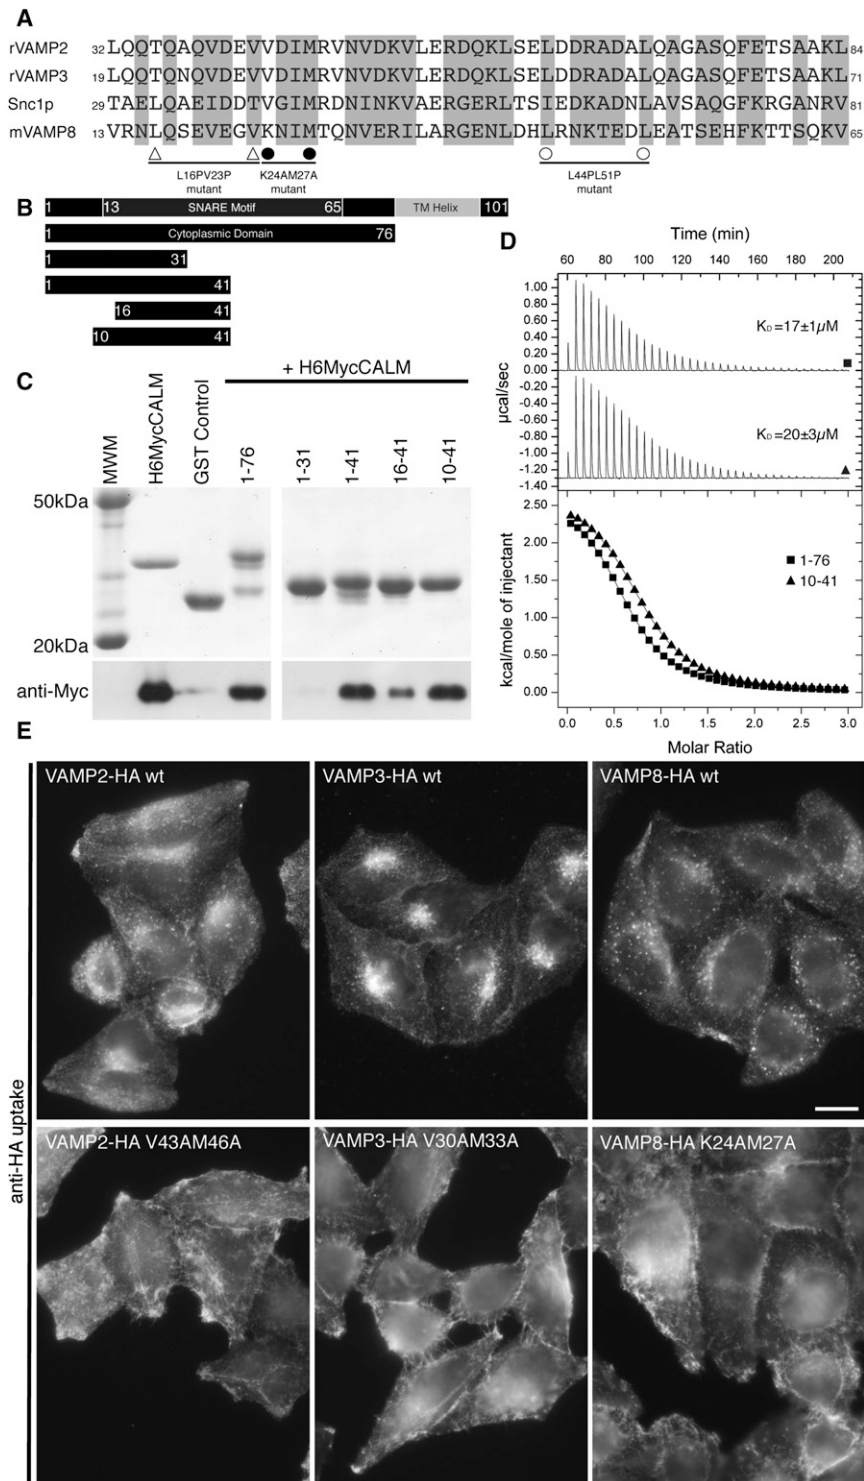 A
rVAMP2 32 LQQTQAQVDEVVDIMRVNVDKVLERDQKLSELDDRADALQAGASQFETSAAKL 84
rVAMP3 19 LQQTQAQVDEVVDIMRVNVDKVLERDQKLSELDDRADALQAGASQFETSAAKL 71
Snc1p 29 TAELQAEIDDTVGIMRDNINKVAERGERLTSIEDKADNLAVSAQGFKRGANRV 81
mVAMP8 13 VRNLQSEVEGVKNIMTQNVERILARGENLDHLRNKTEDLEATSEHFKTTSQKV 65
L16PV23P mutant
K24AM27A mutant
L44PL51P mutant
B
1 13 SNARE Motif 65 TM Helix 101
1 Cytoplasmic Domain 76
1 31
1 41
16 41
10 41
C
+ H6MycCALM
MWM H6MycCALM GST Control 1-76 1-31 1-41 16-41 10-41
50kDa
20kDa
anti-Myc
D
Time (min)
60 80 100 120 140 160 180 200
1.00
0.80
0.60
0.40
0.20
0.00
-0.20
-0.40
-0.60
-0.80
-1.00
-1.20
-1.40
µcal/sec
KD=17±1µM
KD=20±3µM
2.50
2.00
1.50
1.00
0.50
0.00
kcal/mole of injectant
1-76
10-41
0.0 0.5 1.0 1.5 2.0 2.5 3.0
Molar Ratio
E
anti-HA uptake
VAMP2-HA wt
VAMP3-HA wt
VAMP8-HA wt
VAMP2-HA V43AM46A
VAMP3-HA V30AM33A
VAMP8-HA K24AM27A